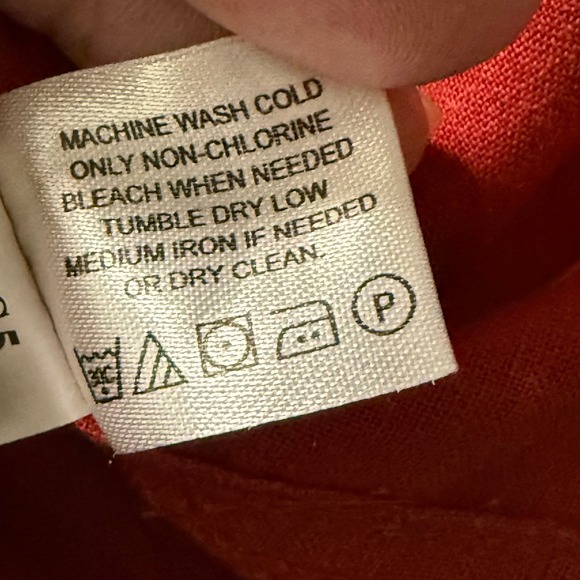 MACHINE WASH COLD
ONLY NON-CHLORINE
BLEACH WHEN NEEDED
TUMBLE DRY LOW
MEDIUM IRON IF NEEDED
OR DRY CLEAN.
P